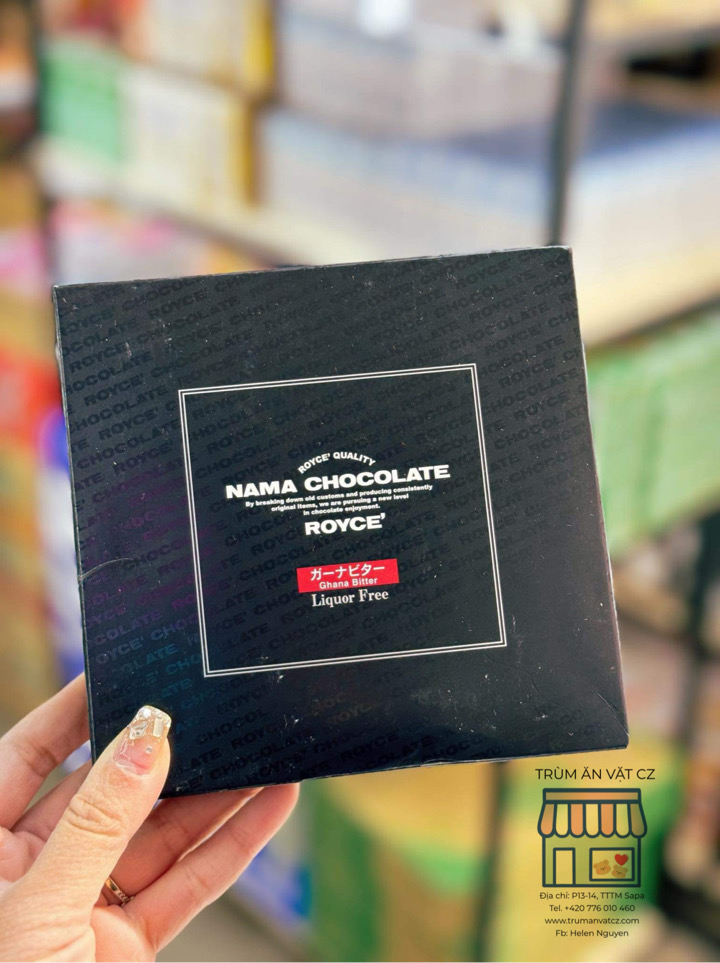 ROYCE' QUALITY
NAMA CHOCOLATE
By breaking down old customs and producing consistently
original items, we are pursuing a new level
in chocolate enjoyment.
ROYCE'
ガーナビター
Ghana Bitter
Liquor Free
TRÙM ĂN VẶT CZ
Địa chỉ: P13-14, TTTM Sapa
Tel. +420 776 010 460
www.trumanvatcz.com
Fb: Helen Nguyen